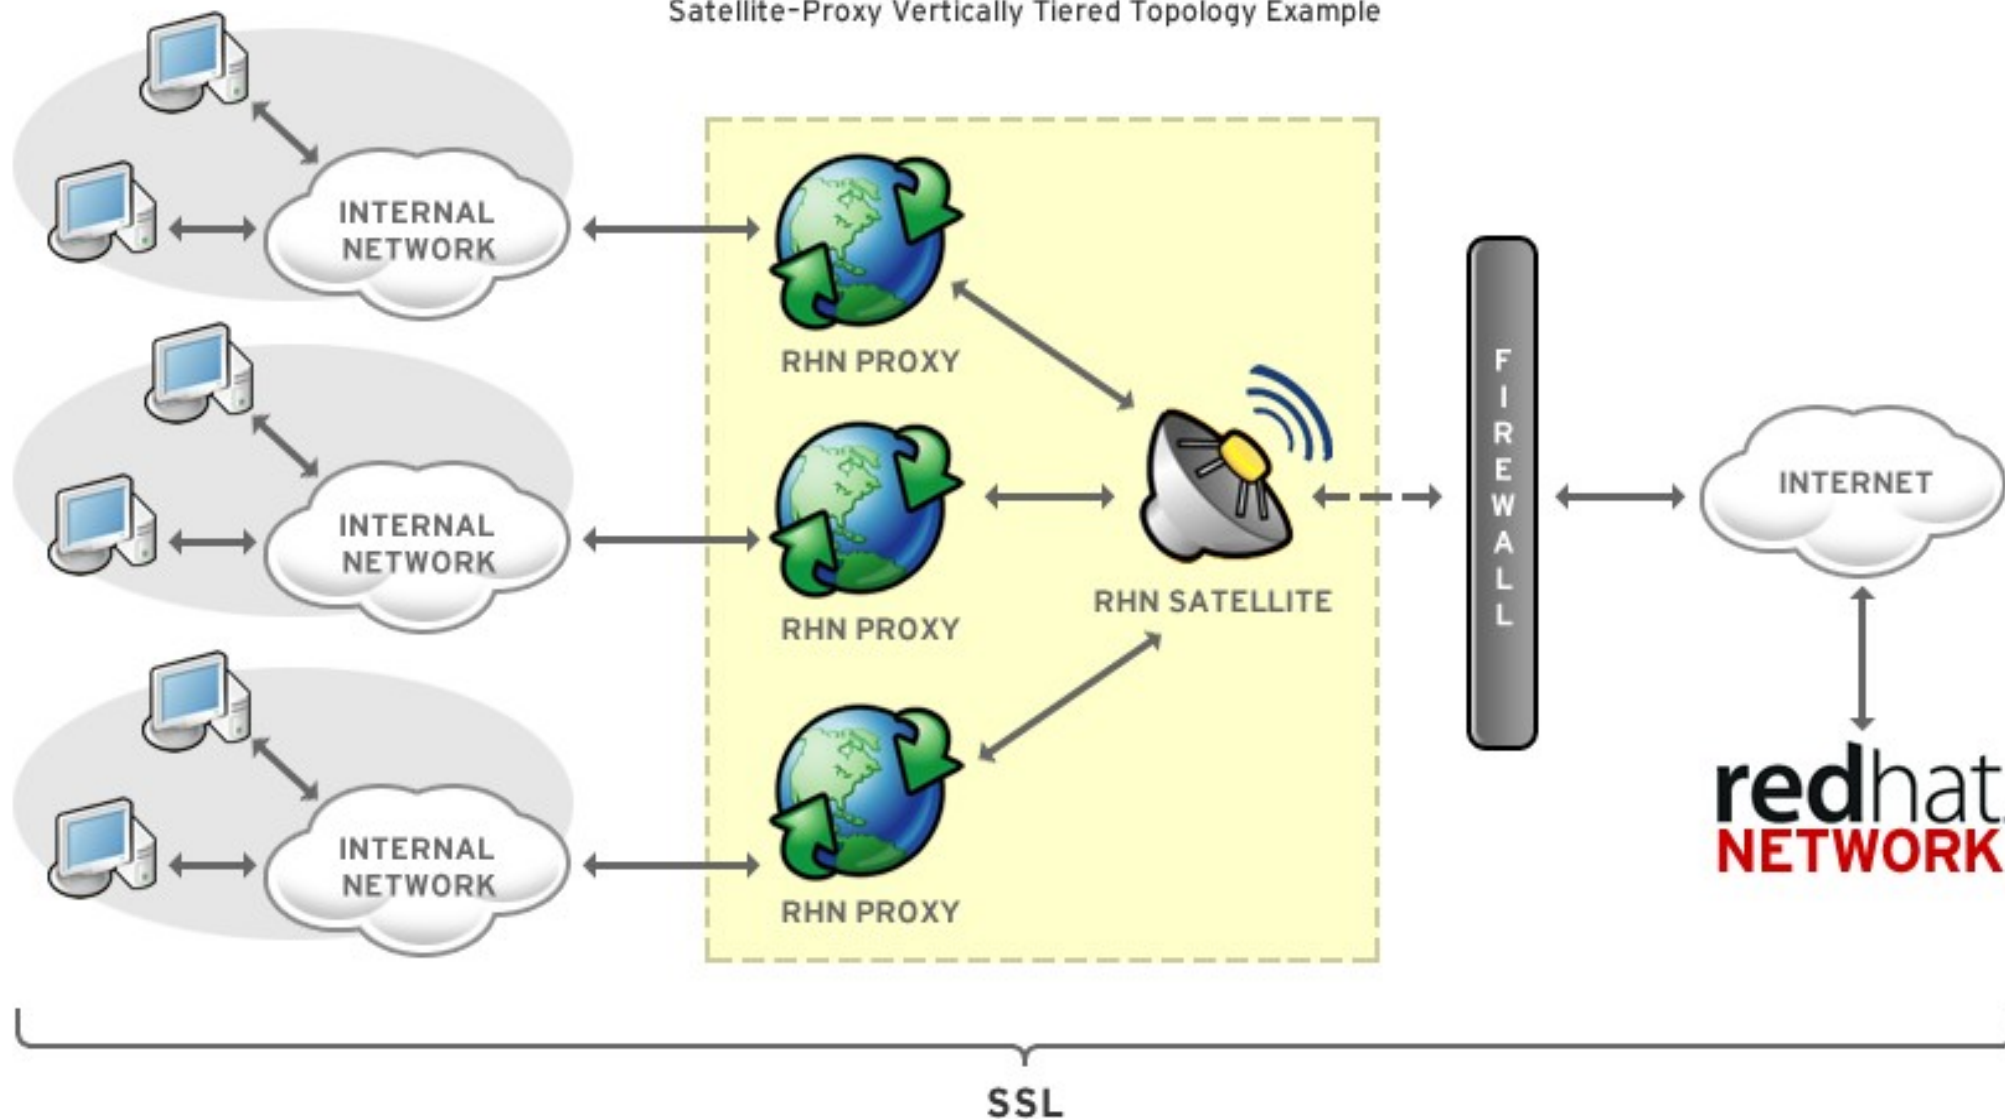 Satellite-Proxy Vertically Tiered Topology Example
INTERNAL
NETWORK
RHN PROXY
INTERNAL
NETWORK
RHN PROXY
RHN SATELLITE
FIREWALL
INTERNET
INTERNAL
NETWORK
RHN PROXY
redhat.
NETWORK
SSL